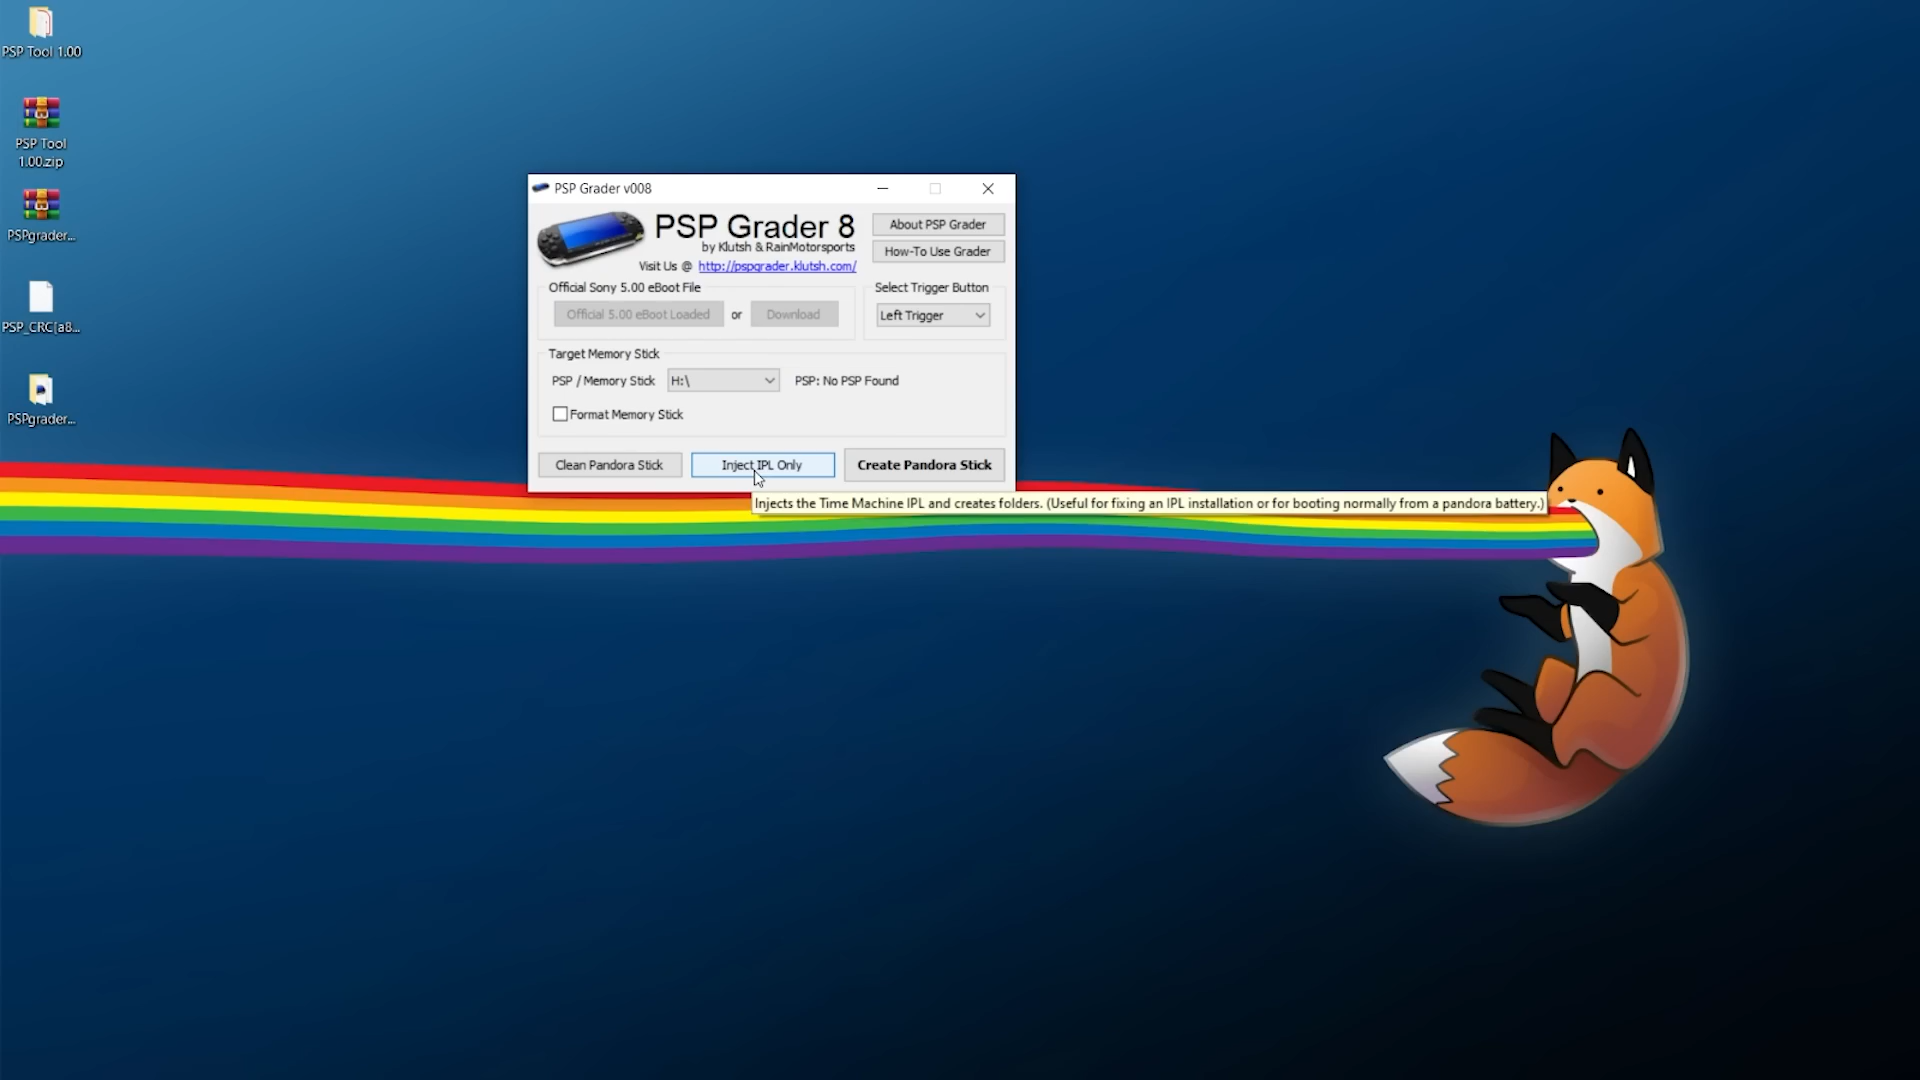 PSP Tool 1.00
PSP Tool
1.00.zip
PSPgrader...
PSP_CRC[a8...
PSPgrader...
PSP Grader v008
PSP Grader 8
by Klutsh & RainMotorsports
Visit Us @ http://pspgrader.klutsh.com/
About PSP Grader
How-To Use Grader
Official Sony 5.00 eBoot File
Official 5.00 eBoot Loaded or Download
Select Trigger Button
Left Trigger
Target Memory Stick
PSP / Memory Stick H:\ PSP: No PSP Found
Format Memory Stick
Clean Pandora Stick Inject IPL Only Create Pandora Stick
Injects the Time Machine IPL and creates folders. (Useful for fixing an IPL installation or for booting normally from a pandora battery.)